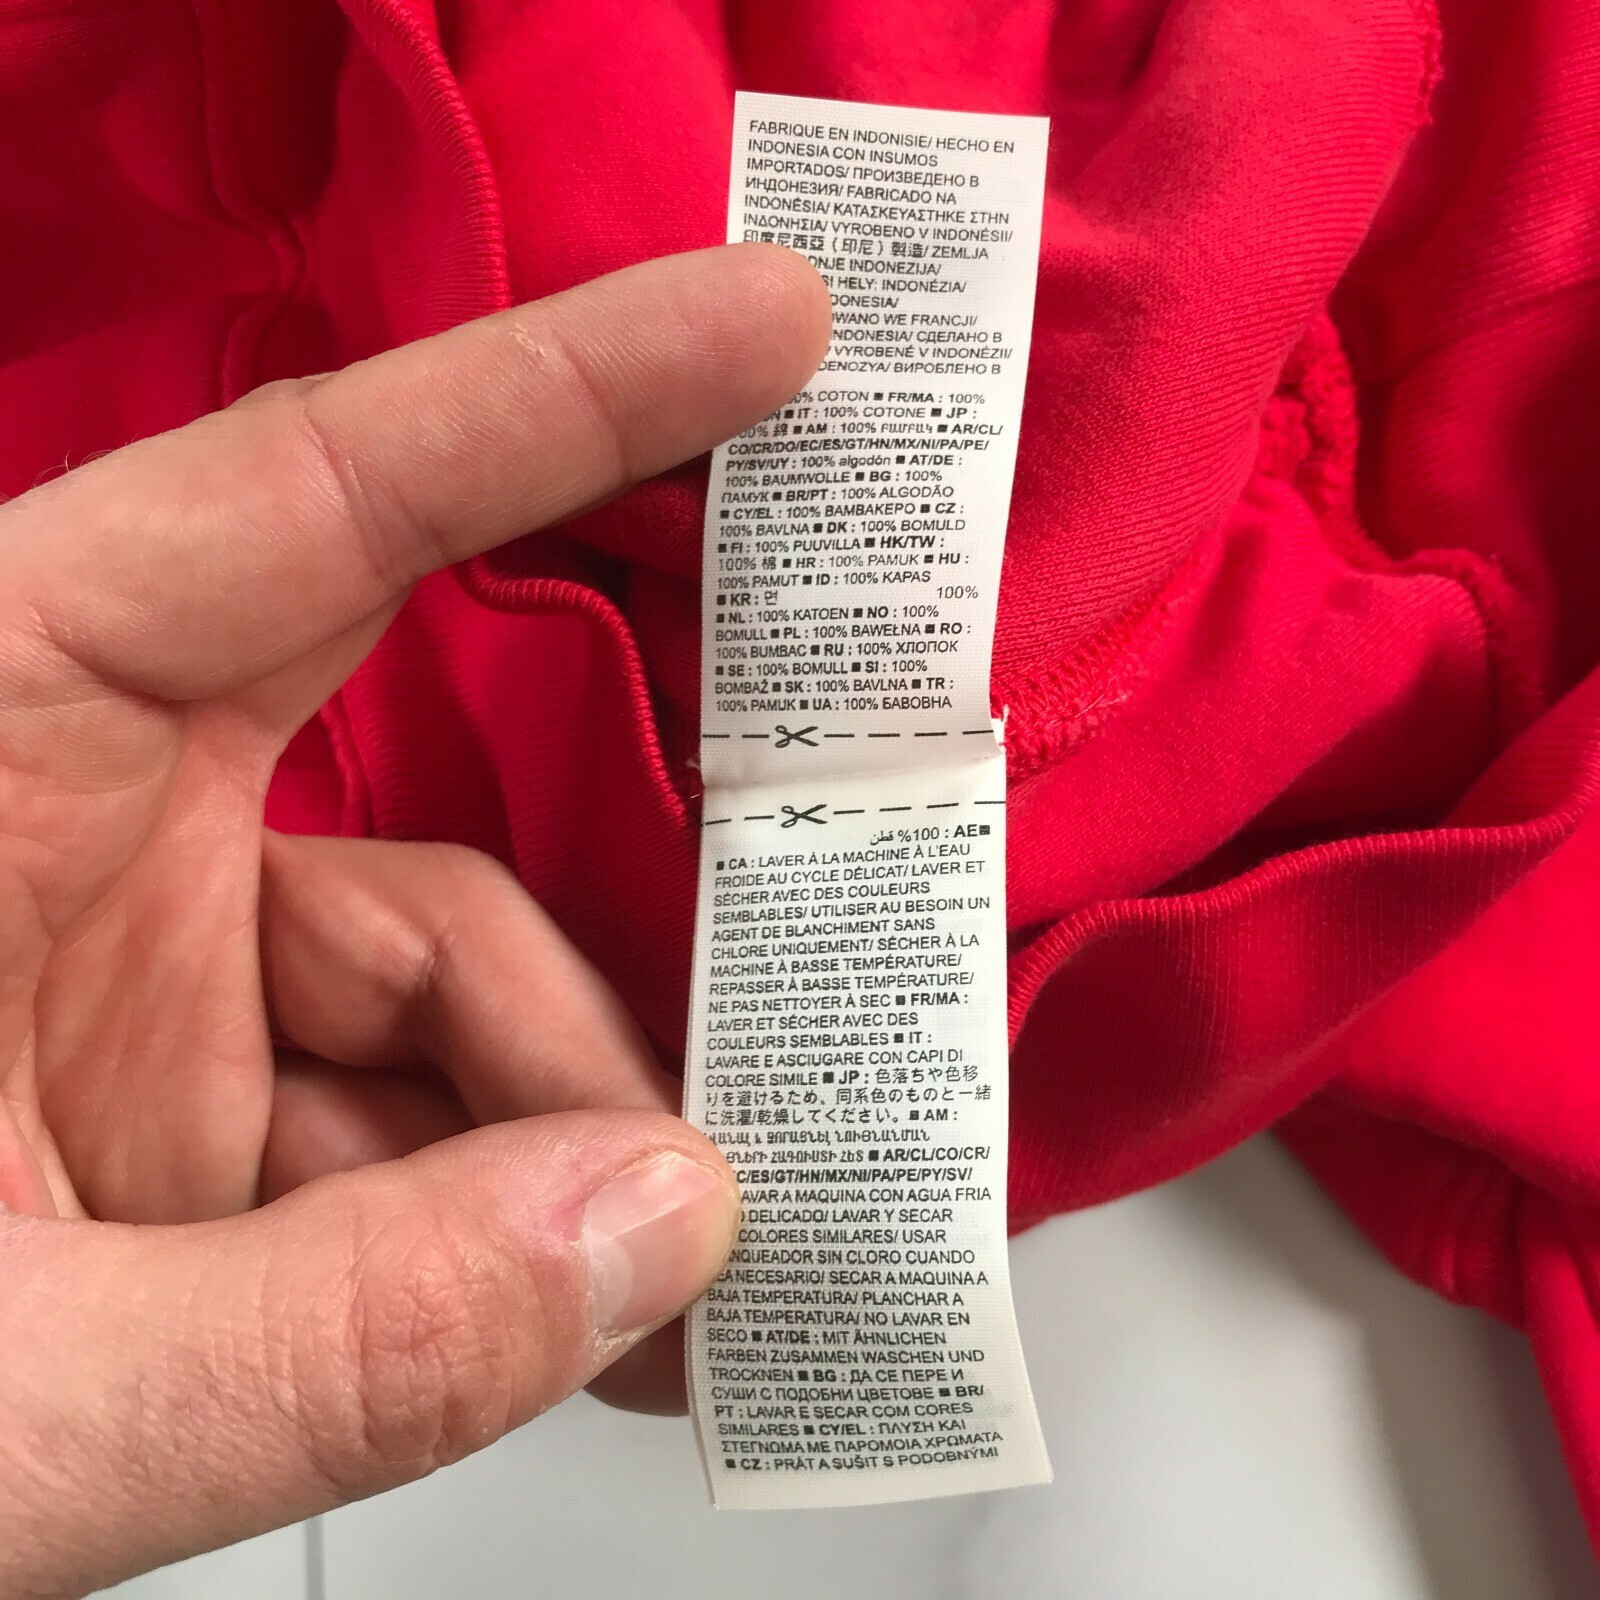 FABRIQUE EN INDONISIE/ HECHO EN
INDONESIA CON INSUMOS
IMPORTADOS/ ПРОИЗВЕДЕНО В
ИНДОНЕЗИЯ/ FABRICADO NA
INDONÉSIA/ ΚΑΤΑΣΚΕΥΑΣΤΗΚΕ ΣΤΗΝ
ΙΝΔΟΝΗΣΙΑ/ VYROBENO V INDONÉSII/
印度尼西亞 (印尼) 製造/ ZEMLJA
INDONEZIJA/
HELY: INDONÉZIA/
WE FRANCJI/
INDONESIA/ СДЕЛАНО В
/ VYROBENÉ V INDONÉZII/
ВИРОБЛЕНО В
COTON ■ FR/MA : 100%
■ IT : 100% COTONE ■ JP :
綿 ■ AM : 100% ԲԱՄԲԱԿ ■ AR/CL/
CO/CR/DO/EC/ES/GT/HN/MX/NI/PA/PE/
PY/SV/UY : 100% algodón ■ AT/DE :
100% BAUMWOLLE ■ BG : 100%
ПАМУК ■ BR/PT : 100% ALGODÃO
■ CY/EL : 100% ΒΑΜΒΑΚΕΡΟ ■ CZ :
100% BAVLNA ■ DK : 100% BOMULD
■ FI : 100% PUUVILLA ■ HK/TW :
100% 棉 ■ HR : 100% PAMUK ■ HU :
100% PAMUT ■ ID : 100% KAPAS
■ KR : 면 100%
■ NL : 100% KATOEN ■ NO : 100%
BOMULL ■ PL : 100% BAWEŁNA ■ RO :
100% BUMBAC ■ RU : 100% ХЛОПОК
■ SE : 100% BOMULL ■ SI : 100%
BOMBAŽ ■ SK : 100% BAVLNA ■ TR :
100% PAMUK ■ UA : 100% БАВОВНА
■AE : 100% قطن
■ CA : LAVER À LA MACHINE À L'EAU
FROIDE AU CYCLE DÉLICAT/ LAVER ET
SÉCHER AVEC DES COULEURS
SEMBLABLES/ UTILISER AU BESOIN UN
AGENT DE BLANCHIMENT SANS
CHLORE UNIQUEMENT/ SÉCHER À LA
MACHINE À BASSE TEMPÉRATURE/
REPASSER À BASSE TEMPÉRATURE/
NE PAS NETTOYER À SEC ■ FR/MA :
LAVER ET SÉCHER AVEC DES
COULEURS SEMBLABLES ■ IT :
LAVARE E ASCIUGARE CON CAPI DI
COLORE SIMILE ■ JP : 色落ちや色移
りを避けるため、同系色のものと一緒
に洗濯/乾燥してください。 ■ AM :
ԼՎԱՆԱԼ և ՉՈՐԱՑՆԵԼ ՆՈՒՅՆԱՆՄԱՆ
ՀԱԳՈՒՍՏԻ ՀԵՏ ■ AR/CL/CO/CR/
EC/ES/GT/HN/MX/NI/PA/PE/PY/SV/
LAVAR A MAQUINA CON AGUA FRIA
DELICADO/ LAVAR Y SECAR
COLORES SIMILARES/ USAR
SIN CLORO CUANDO
NECESARIO/ SECAR A MAQUINA A
BAJA TEMPERATURA/ PLANCHAR A
BAJA TEMPERATURA/ NO LAVAR EN
SECO ■ AT/DE : MIT ÄHNLICHEN
FARBEN ZUSAMMEN WASCHEN UND
TROCKNEN ■ BG : ДА СЕ ПЕРЕ И
СУШИ С ПОДОБНИ ЦВЕТОВЕ ■ BR/
PT : LAVAR E SECAR COM CORES
SIMILARES ■ CY/EL : ΠΛΥΣΗ ΚΑΙ
ΣΤΕΓΝΩΜΑ ΜΕ ΠΑΡΟΜΟΙΑ ΧΡΩΜΑΤΑ
■ CZ : PRÁT A SUŠIT S PODOBNÝMI